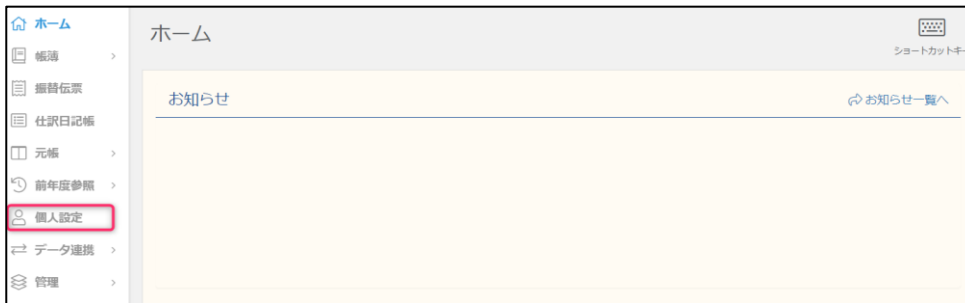 ホーム
帳簿
振替伝票
仕訳日記帳
元帳
前年度参照
個人設定
データ連携
管理
ホーム
ショートカットキー
お知らせ
お知らせ一覧へ